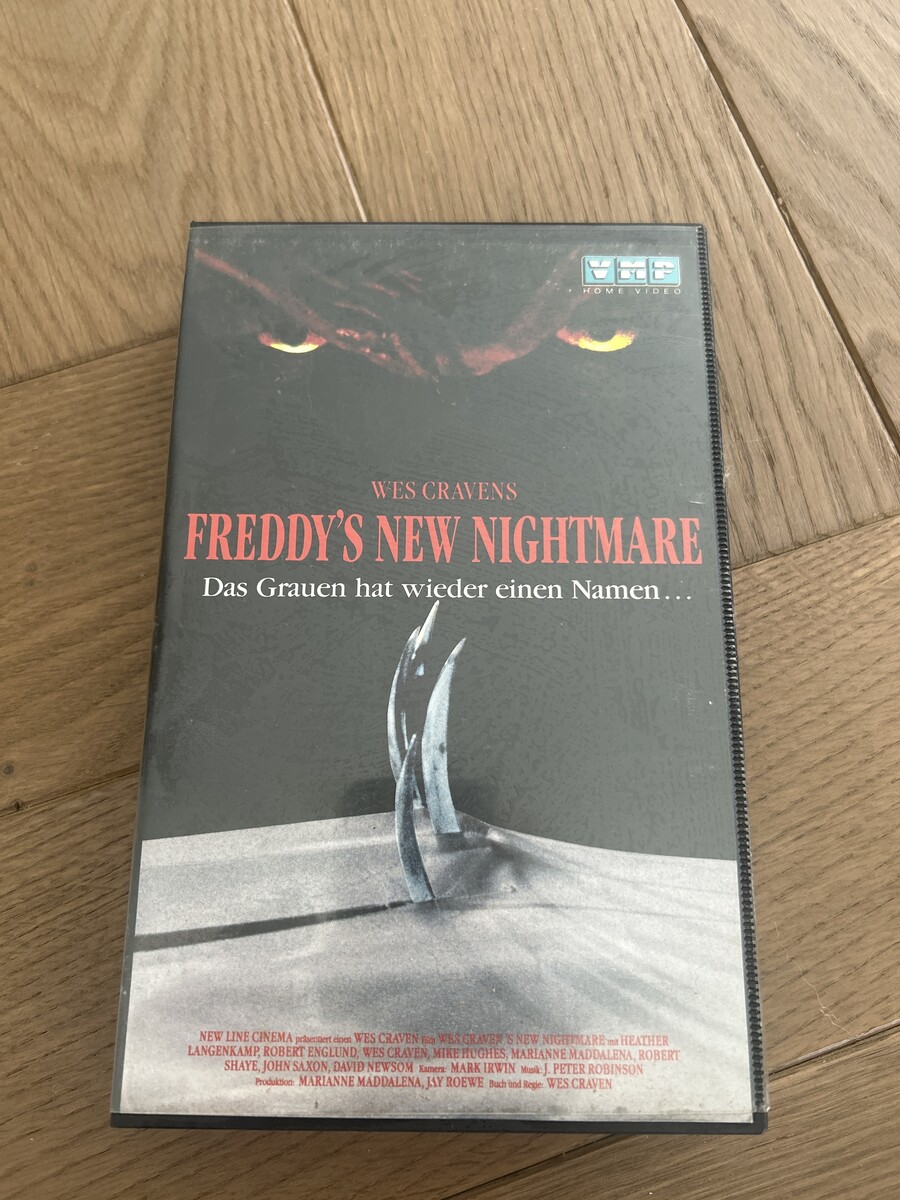 VMP
HOME VIDEO
WES CRAVENS
FREDDY'S NEW NIGHTMARE
Das Grauen hat wieder einen Namen...
NEW LINE CINEMA präsentiert einen WES CRAVEN Film WES CRAVEN 'S NEW NIGHTMARE mit HEATHER
LANGENKAMP, ROBERT ENGLUND, WES CRAVEN, MIKE HUGHES, MARIANNE MADDALENA, ROBERT
SHAYE, JOHN SAXON, DAVID NEWSOM Kamera: MARK IRWIN Musik: J. PETER ROBINSON
Produktion: MARIANNE MADDALENA, JAY ROEWE Buch und Regie: WES CRAVEN